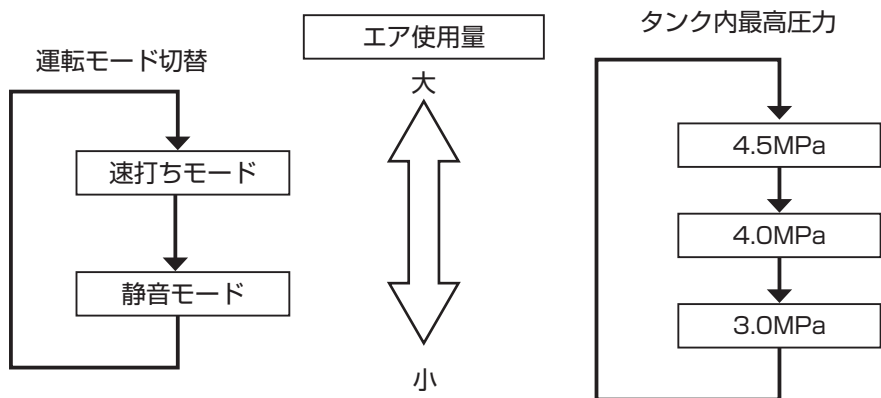 運転モード切替
速打ちモード
静音モード
エア使用量
大
小
タンク内最高圧力
4.5MPa
4.0MPa
3.0MPa